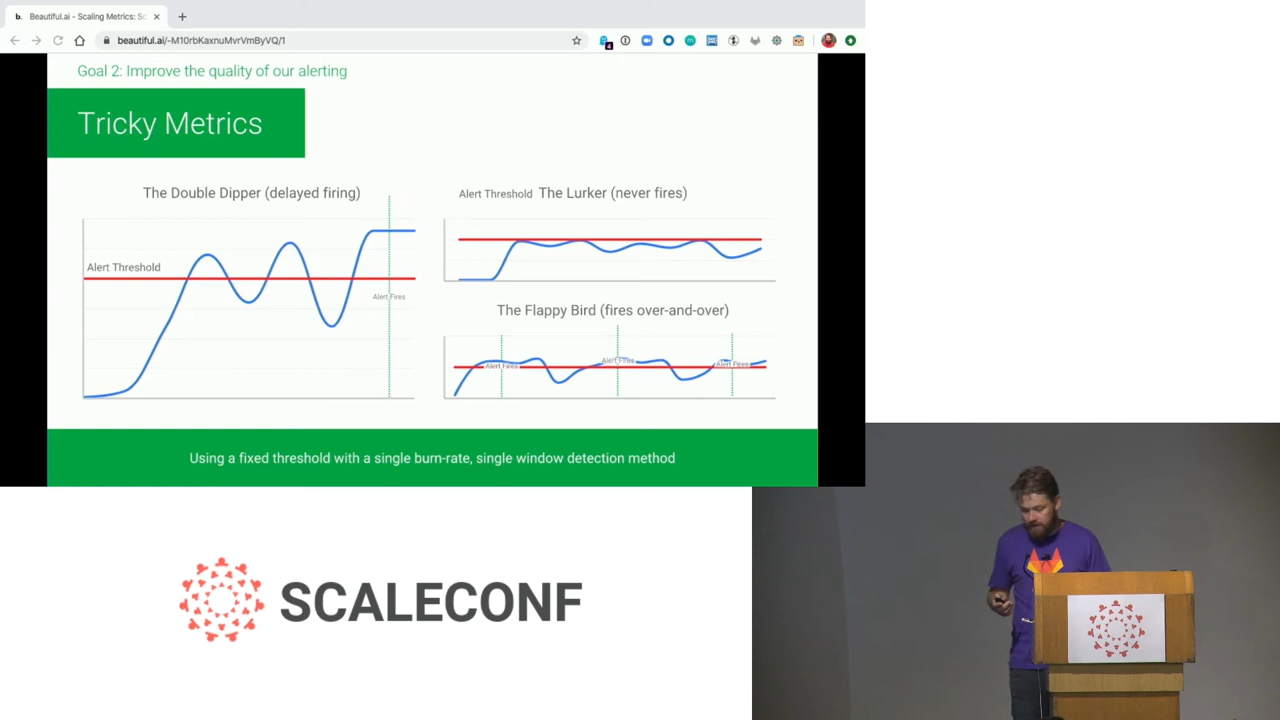 b. Beautiful.ai - Scaling Metrics: Sc
beautiful.ai/-M10rbKaxnuMvrVmByVQ/1
4
Goal 2: Improve the quality of our alerting
Tricky Metrics
The Double Dipper (delayed firing)
Alert Threshold
Alert Fires
Alert Threshold The Lurker (never fires)
The Flappy Bird (fires over-and-over)
Alert Fires
Alert Fires
Alert Fires
Using a fixed threshold with a single burn-rate, single window detection method
SCALECONF